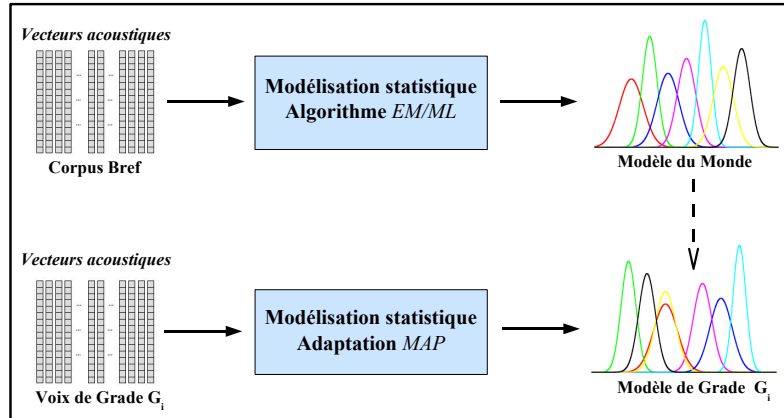 Vecteurs acoustiques
Corpus Bref
Modélisation statistique
Algorithme EM/ML
Modèle du Monde
Vecteurs acoustiques
Voix de Grade Gi
Modélisation statistique
Adaptation MAP
Modèle de Grade Gi